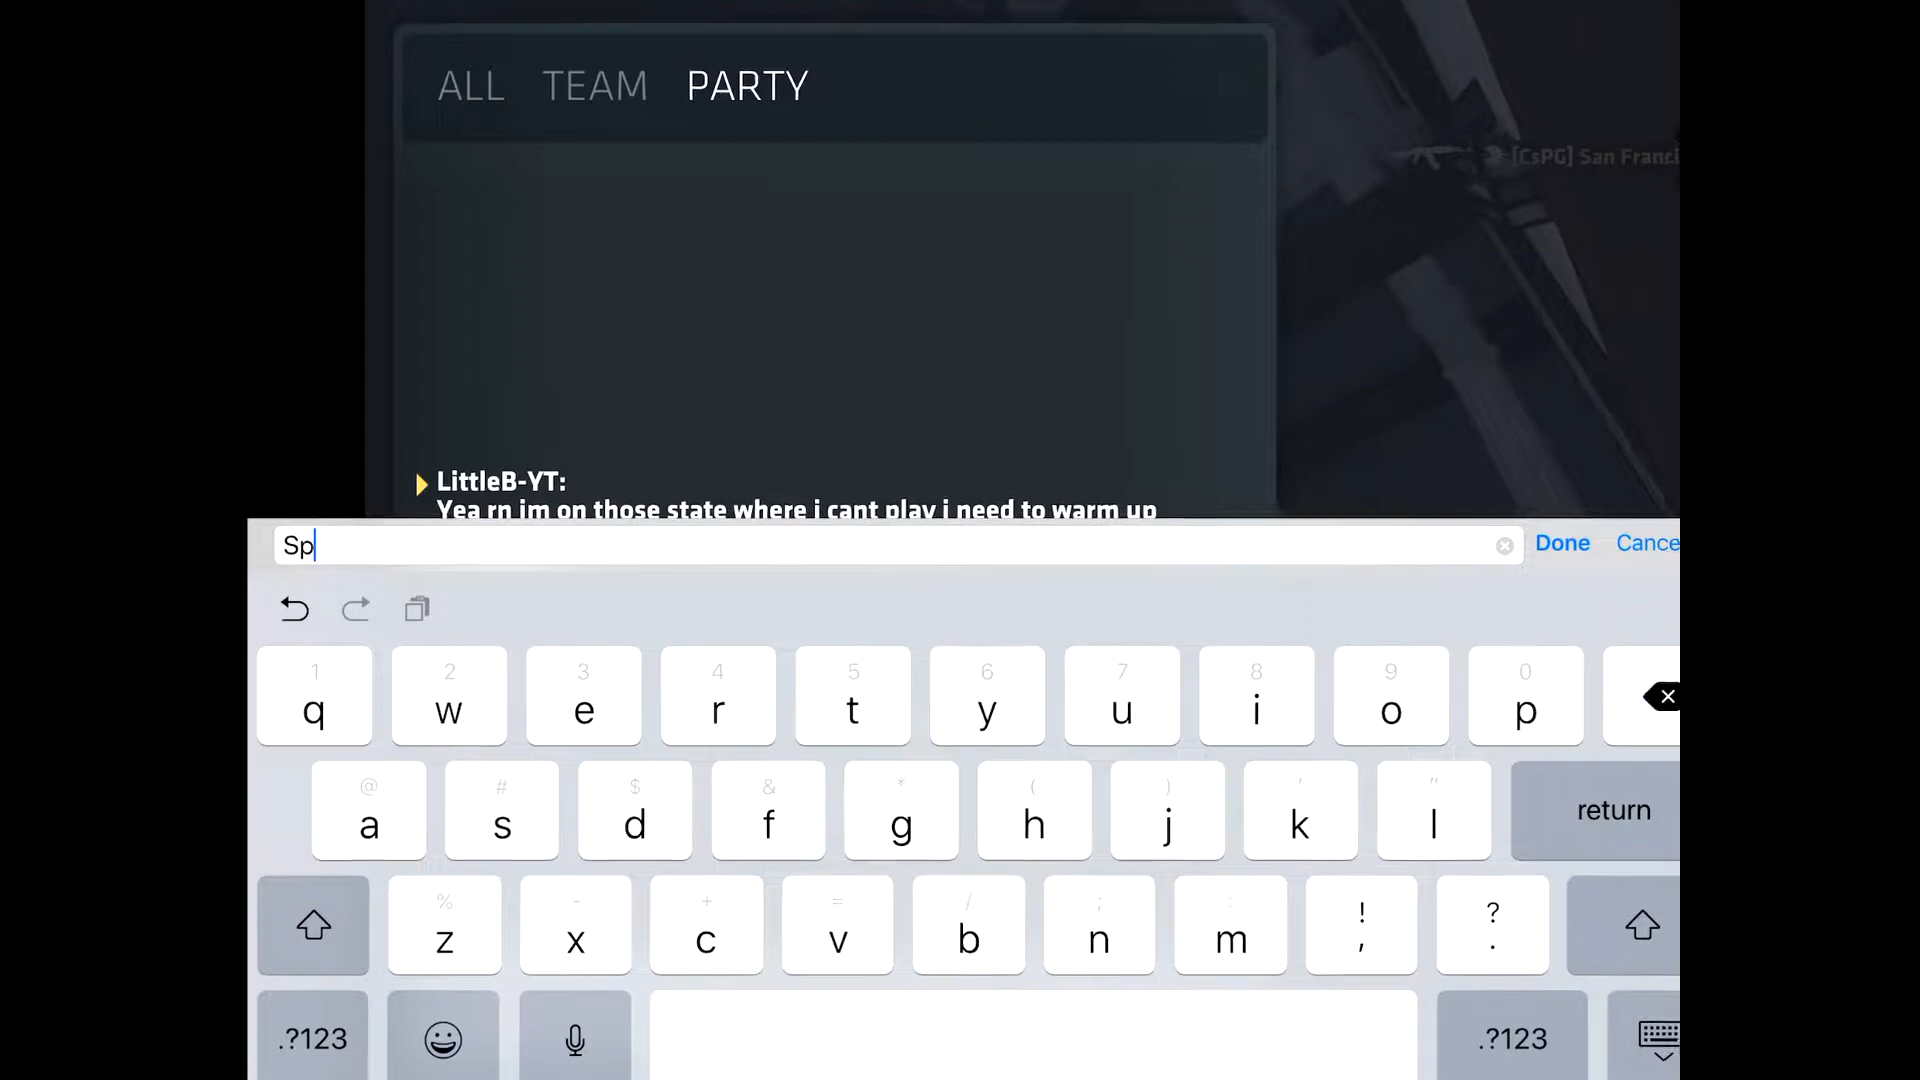 ALL TEAM PARTY
[CsPG] San Franci
LittleB-YT:
Yea rn im on those state where i cant play i need to warm up
Sp Done Cance
1 2 3 4 5 6 7 8 9 0
q w e r t y u i o p
@ # $ & * ( ) ' "
a s d f g h j k l return
% - + = / ; : ! ?
z x c v b n m , .
.?123 .?123